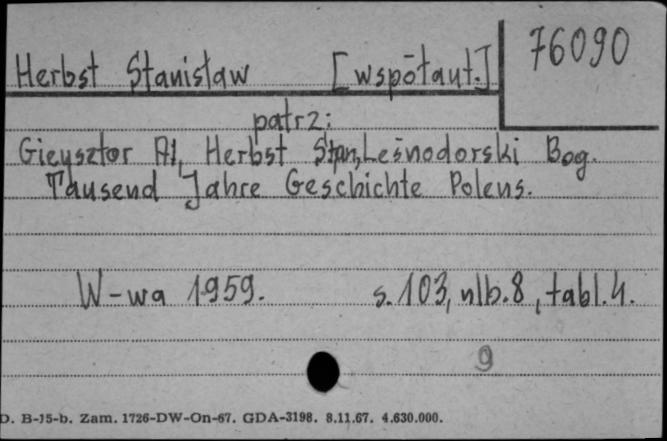 76090
Herbst Stanisław [współaut.]
patrz:
Gieysztor Al., Herbst Stan., Leśnodorski Bog.
Tausend Jahre Geschichte Polens.
W-wa 1959. s. 103, nlb. 8, tabl. 4.
9
D. B-15-b. Zam. 1726-DW-On-67. GDA-3198. 8.11.67. 4.630.000.